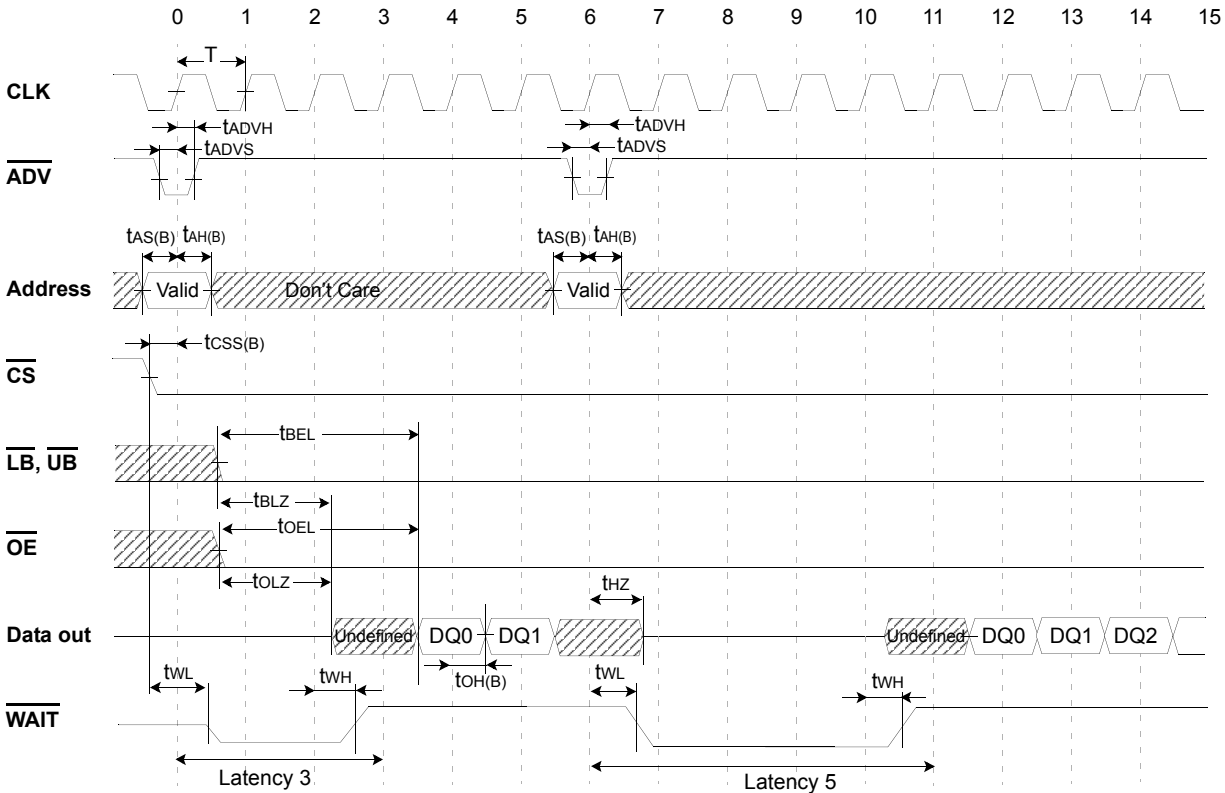 0 1 2 3 4 5 6 7 8 9 10 11 12 13 14 15
T
CLK
tADVH tADVH
tADVS tADVS
ADV
tAS(B) tAH(B) tAS(B) tAH(B)
Address Valid Don't Care Valid
tCSS(B)
CS
tBEL
LB, UB
tBLZ
tOEL
OE
tOLZ
tHZ
Data out Undefined DQ0 DQ1 Undefined DQ0 DQ1 DQ2
tOH(B)
tWL tWH tWL tWH
WAIT
Latency 3 Latency 5